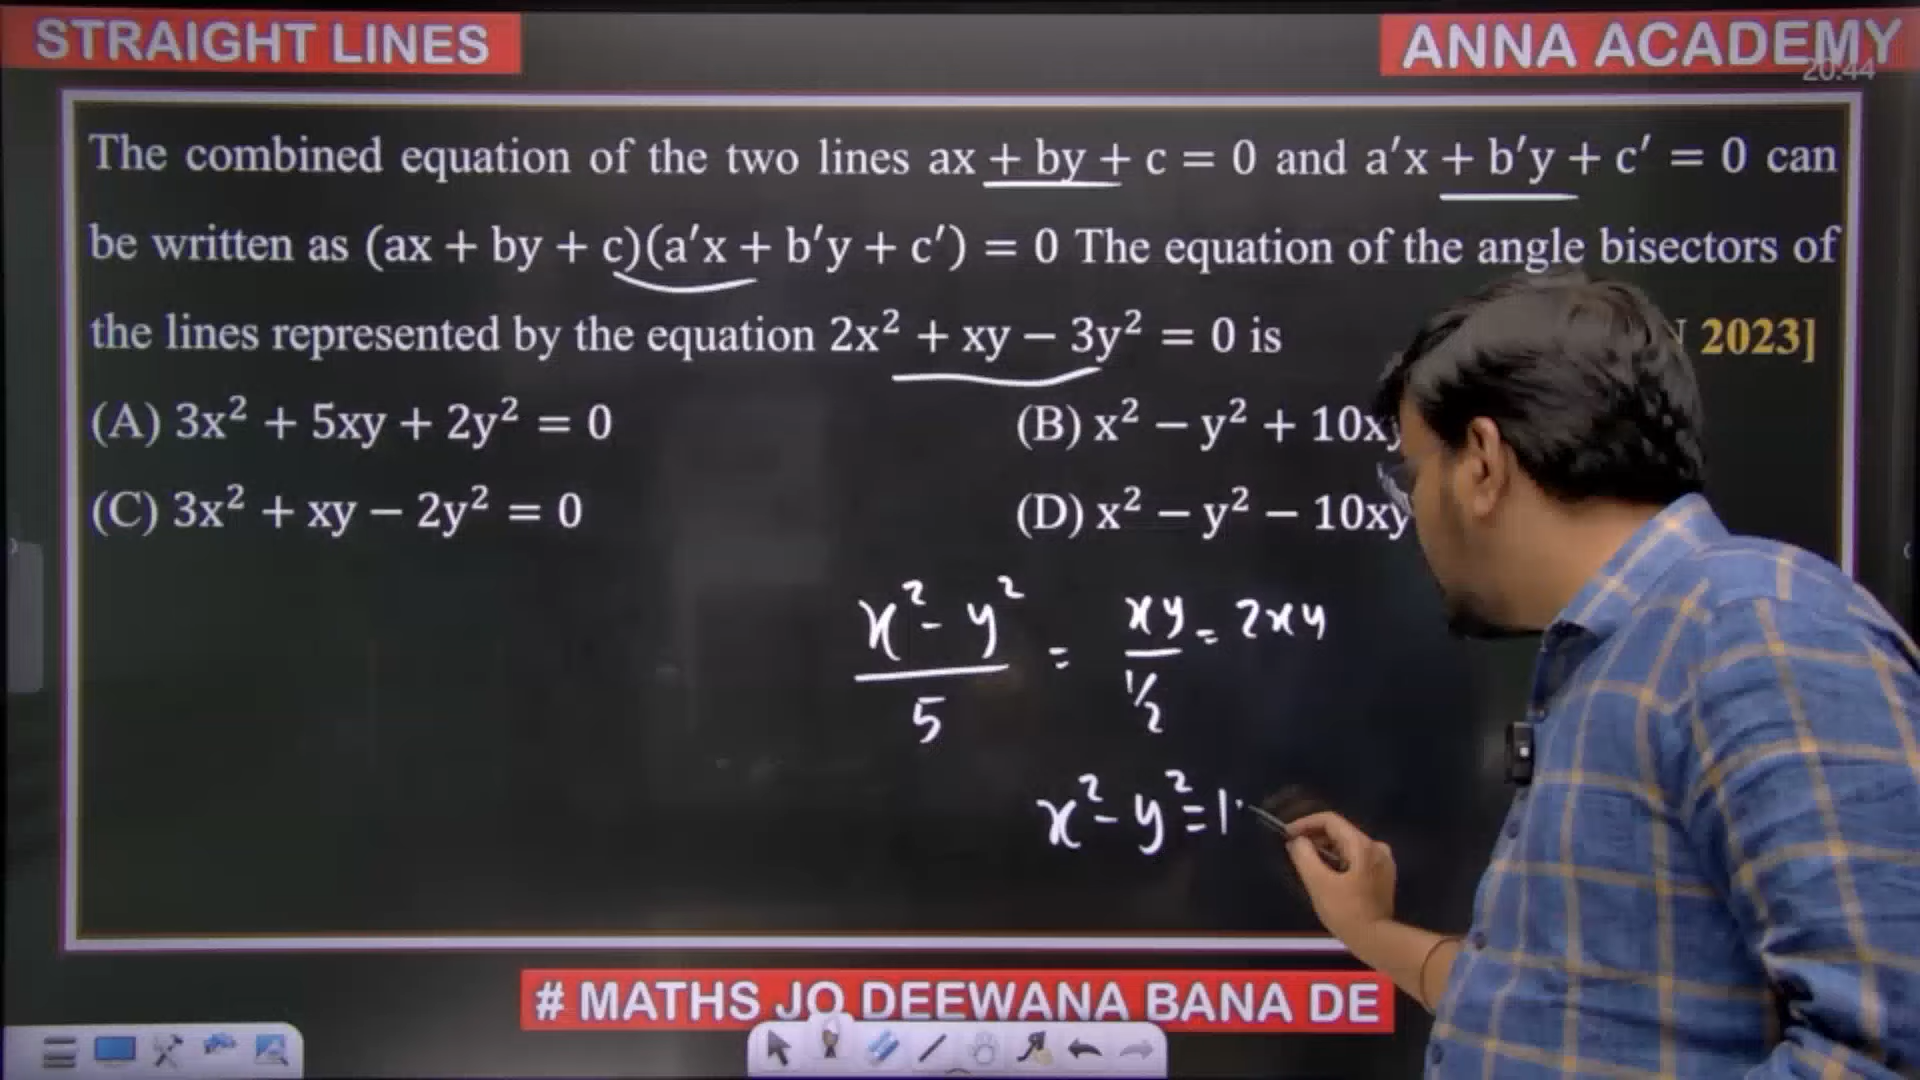 STRAIGHT LINES
ANNA ACADEMY
20:44
The combined equation of the two lines ax + by + c = 0 and a′x + b′y + c′ = 0 can
be written as (ax + by + c)(a′x + b′y + c′) = 0 The equation of the angle bisectors of
the lines represented by the equation 2x² + xy − 3y² = 0 is
2023]
(A) 3x² + 5xy + 2y² = 0
(B) x² − y² + 10xy
(C) 3x² + xy − 2y² = 0
(D) x² − y² − 10xy
x² - y² / 5 = xy / ½ = 2xy
x² - y² = 1
# MATHS JO DEEWANA BANA DE